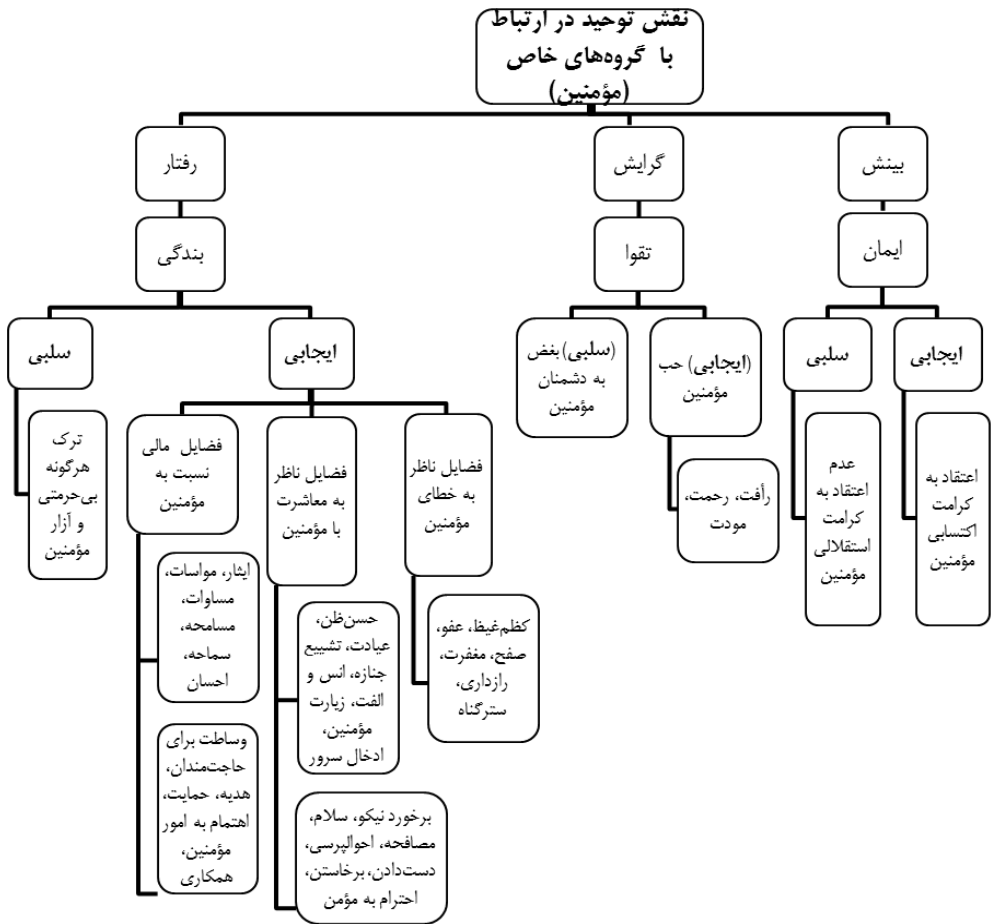 نقش توحید در ارتباط
با گروه‌های خاص
(مؤمنین)
بینش
گرایش
رفتار
ایمان
تقوا
بندگی
ایجابی
سلبی
(ایجابی) حب
مؤمنین
(سلبی) بغض
به دشمنان
مؤمنین
ایجابی
سلبی
اعتقاد به
کرامت
اکتسابی
مؤمنین
عدم
اعتقاد به
کرامت
استقلالی
مؤمنین
رأفت، رحمت،
مودت
فضایل ناظر
به خطای
مؤمنین
فضایل ناظر
به معاشرت
با مؤمنین
فضایل مالی
نسبت به
مؤمنین
ترک
هرگونه
بی‌حرمتی
و آزار
مؤمنین
کظم‌غیظ، عفو،
صفح، مغفرت،
رازداری،
سترگناه
حسن‌ظن،
عیادت، تشییع
جنازه، انس و
الفت، زیارت
مؤمنین،
ادخال سرور
ایثار، مواسات،
مساوات،
مسامحه،
سماحه،
احسان
برخورد نیکو، سلام،
مصافحه، احوالپرسی،
دست‌دادن، برخاستن،
احترام به مؤمن
وساطت برای
حاجت‌مندان،
هدیه، حمایت،
اهتمام به امور
مؤمنین،
همکاری